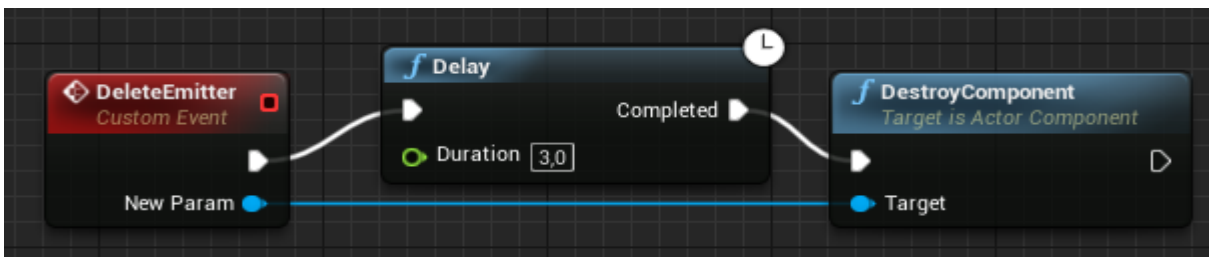 DeleteEmitter
Custom Event
New Param
Delay
Completed
Duration 3,0
DestroyComponent
Target is Actor Component
Target